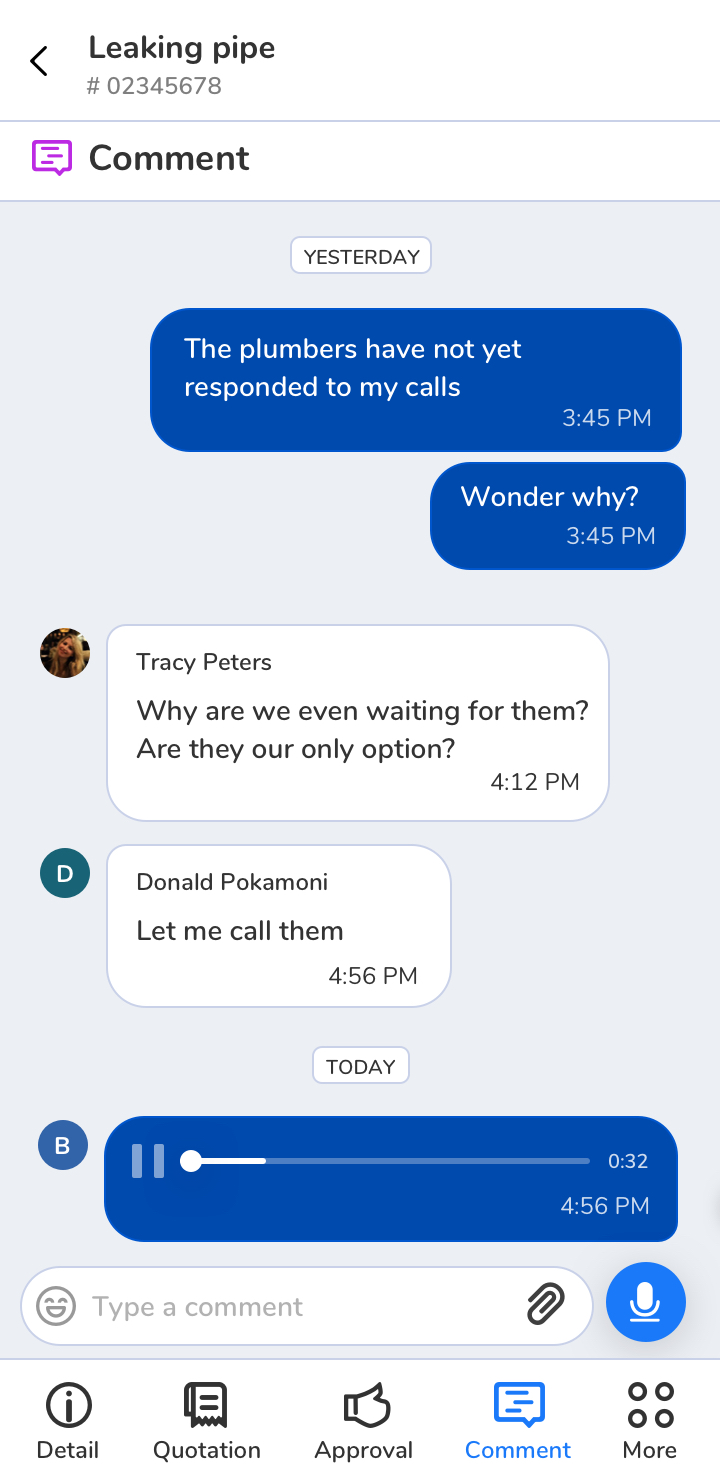 Leaking pipe
# 02345678
Comment
YESTERDAY
The plumbers have not yet
responded to my calls
3:45 PM
Wonder why?
3:45 PM
Tracy Peters
Why are we even waiting for them?
Are they our only option?
4:12 PM
D
Donald Pokamoni
Let me call them
4:56 PM
TODAY
B
0:32
4:56 PM
Type a comment
Detail
Quotation
Approval
Comment
More